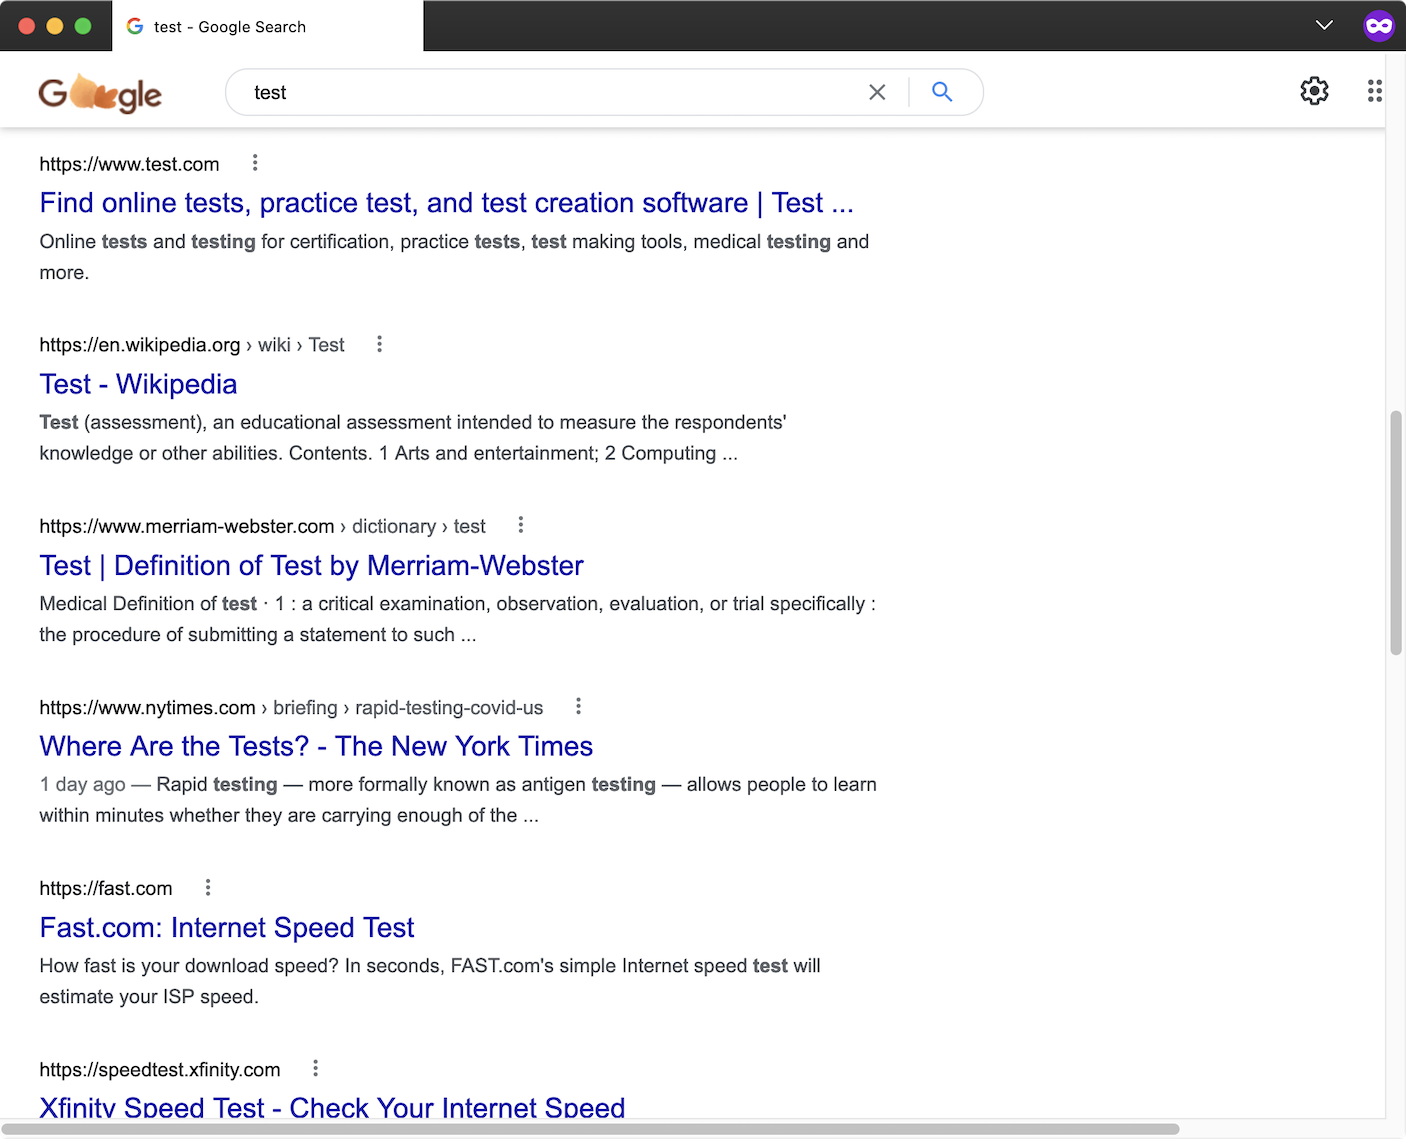 test - Google Search
Google
test
https://www.test.com
Find online tests, practice test, and test creation software | Test ...
Online tests and testing for certification, practice tests, test making tools, medical testing and
more.
https://en.wikipedia.org › wiki › Test
Test - Wikipedia
Test (assessment), an educational assessment intended to measure the respondents'
knowledge or other abilities. Contents. 1 Arts and entertainment; 2 Computing ...
https://www.merriam-webster.com › dictionary › test
Test | Definition of Test by Merriam-Webster
Medical Definition of test · 1 : a critical examination, observation, evaluation, or trial specifically :
the procedure of submitting a statement to such ...
https://www.nytimes.com › briefing › rapid-testing-covid-us
Where Are the Tests? - The New York Times
1 day ago — Rapid testing — more formally known as antigen testing — allows people to learn
within minutes whether they are carrying enough of the ...
https://fast.com
Fast.com: Internet Speed Test
How fast is your download speed? In seconds, FAST.com's simple Internet speed test will
estimate your ISP speed.
https://speedtest.xfinity.com
Xfinity Speed Test - Check Your Internet Speed